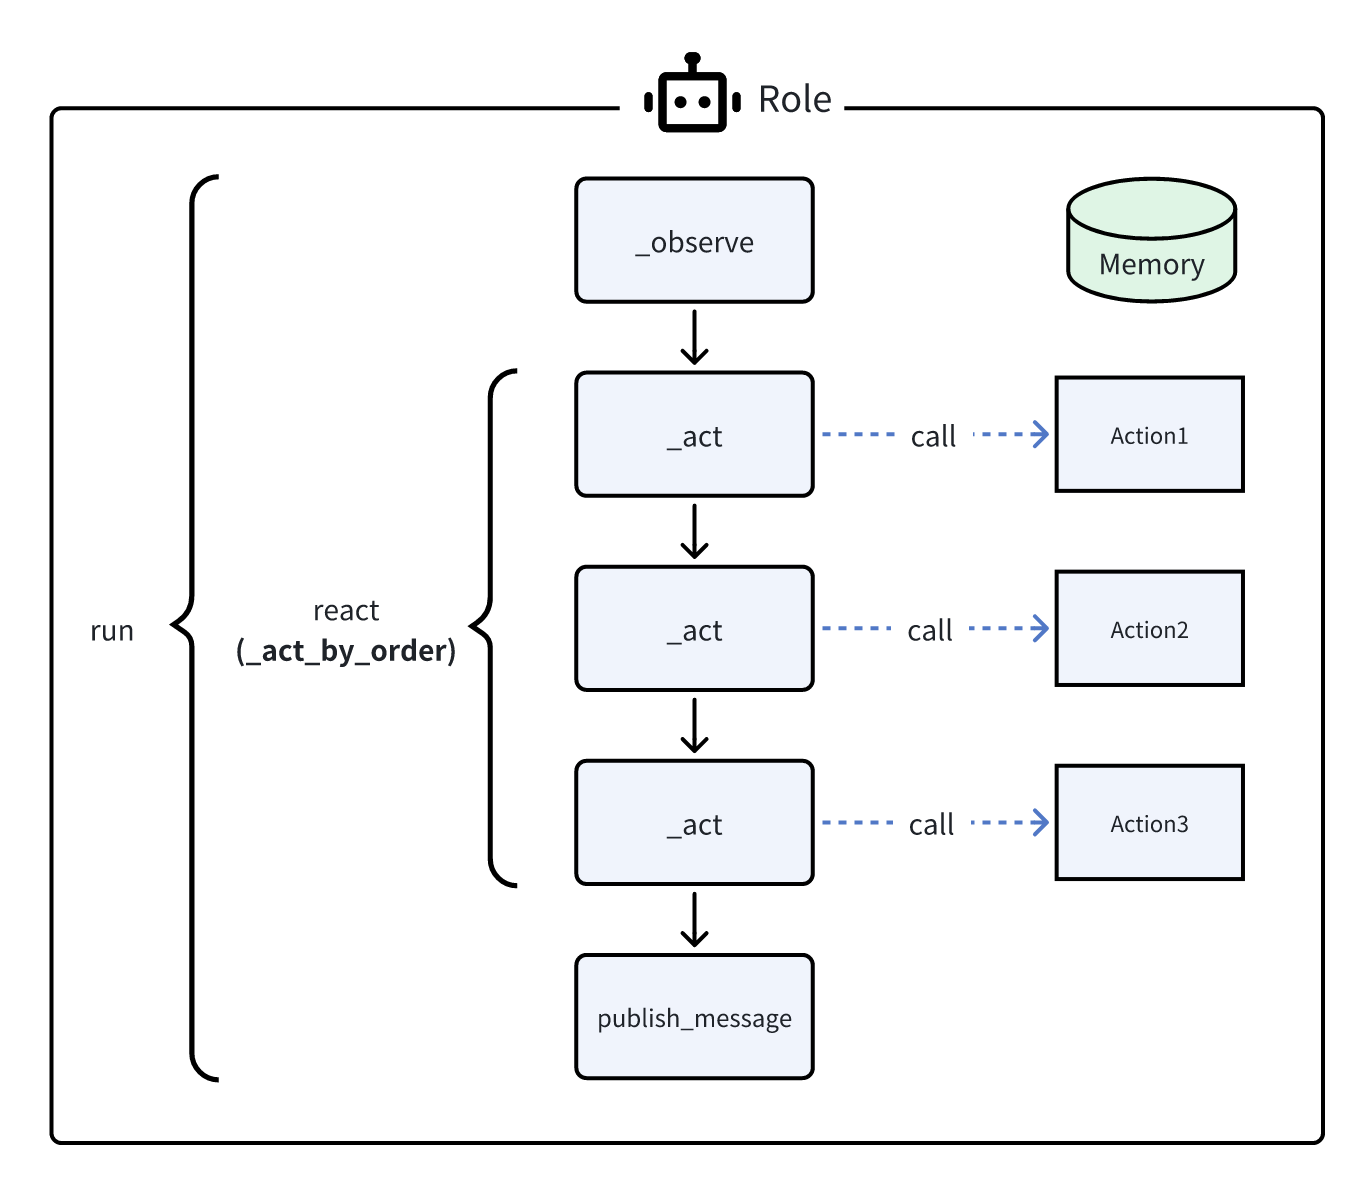 Role
_observe
Memory
_act
call
Action1
react
(_act_by_order)
run
_act
call
Action2
_act
call
Action3
publish_message